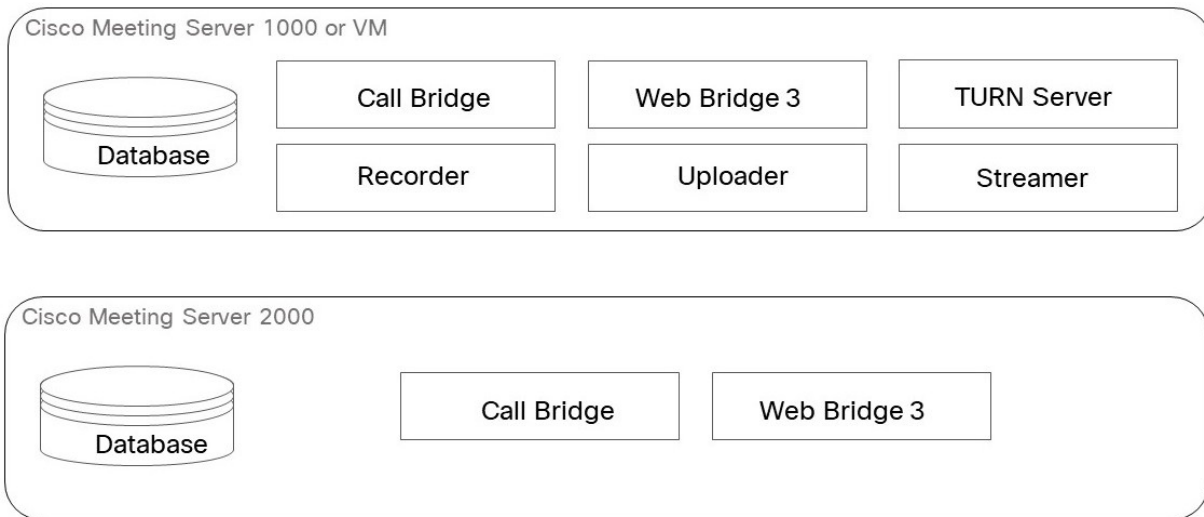 Cisco Meeting Server 1000 or VM
Database
Call Bridge
Web Bridge 3
TURN Server
Recorder
Uploader
Streamer
Cisco Meeting Server 2000
Database
Call Bridge
Web Bridge 3